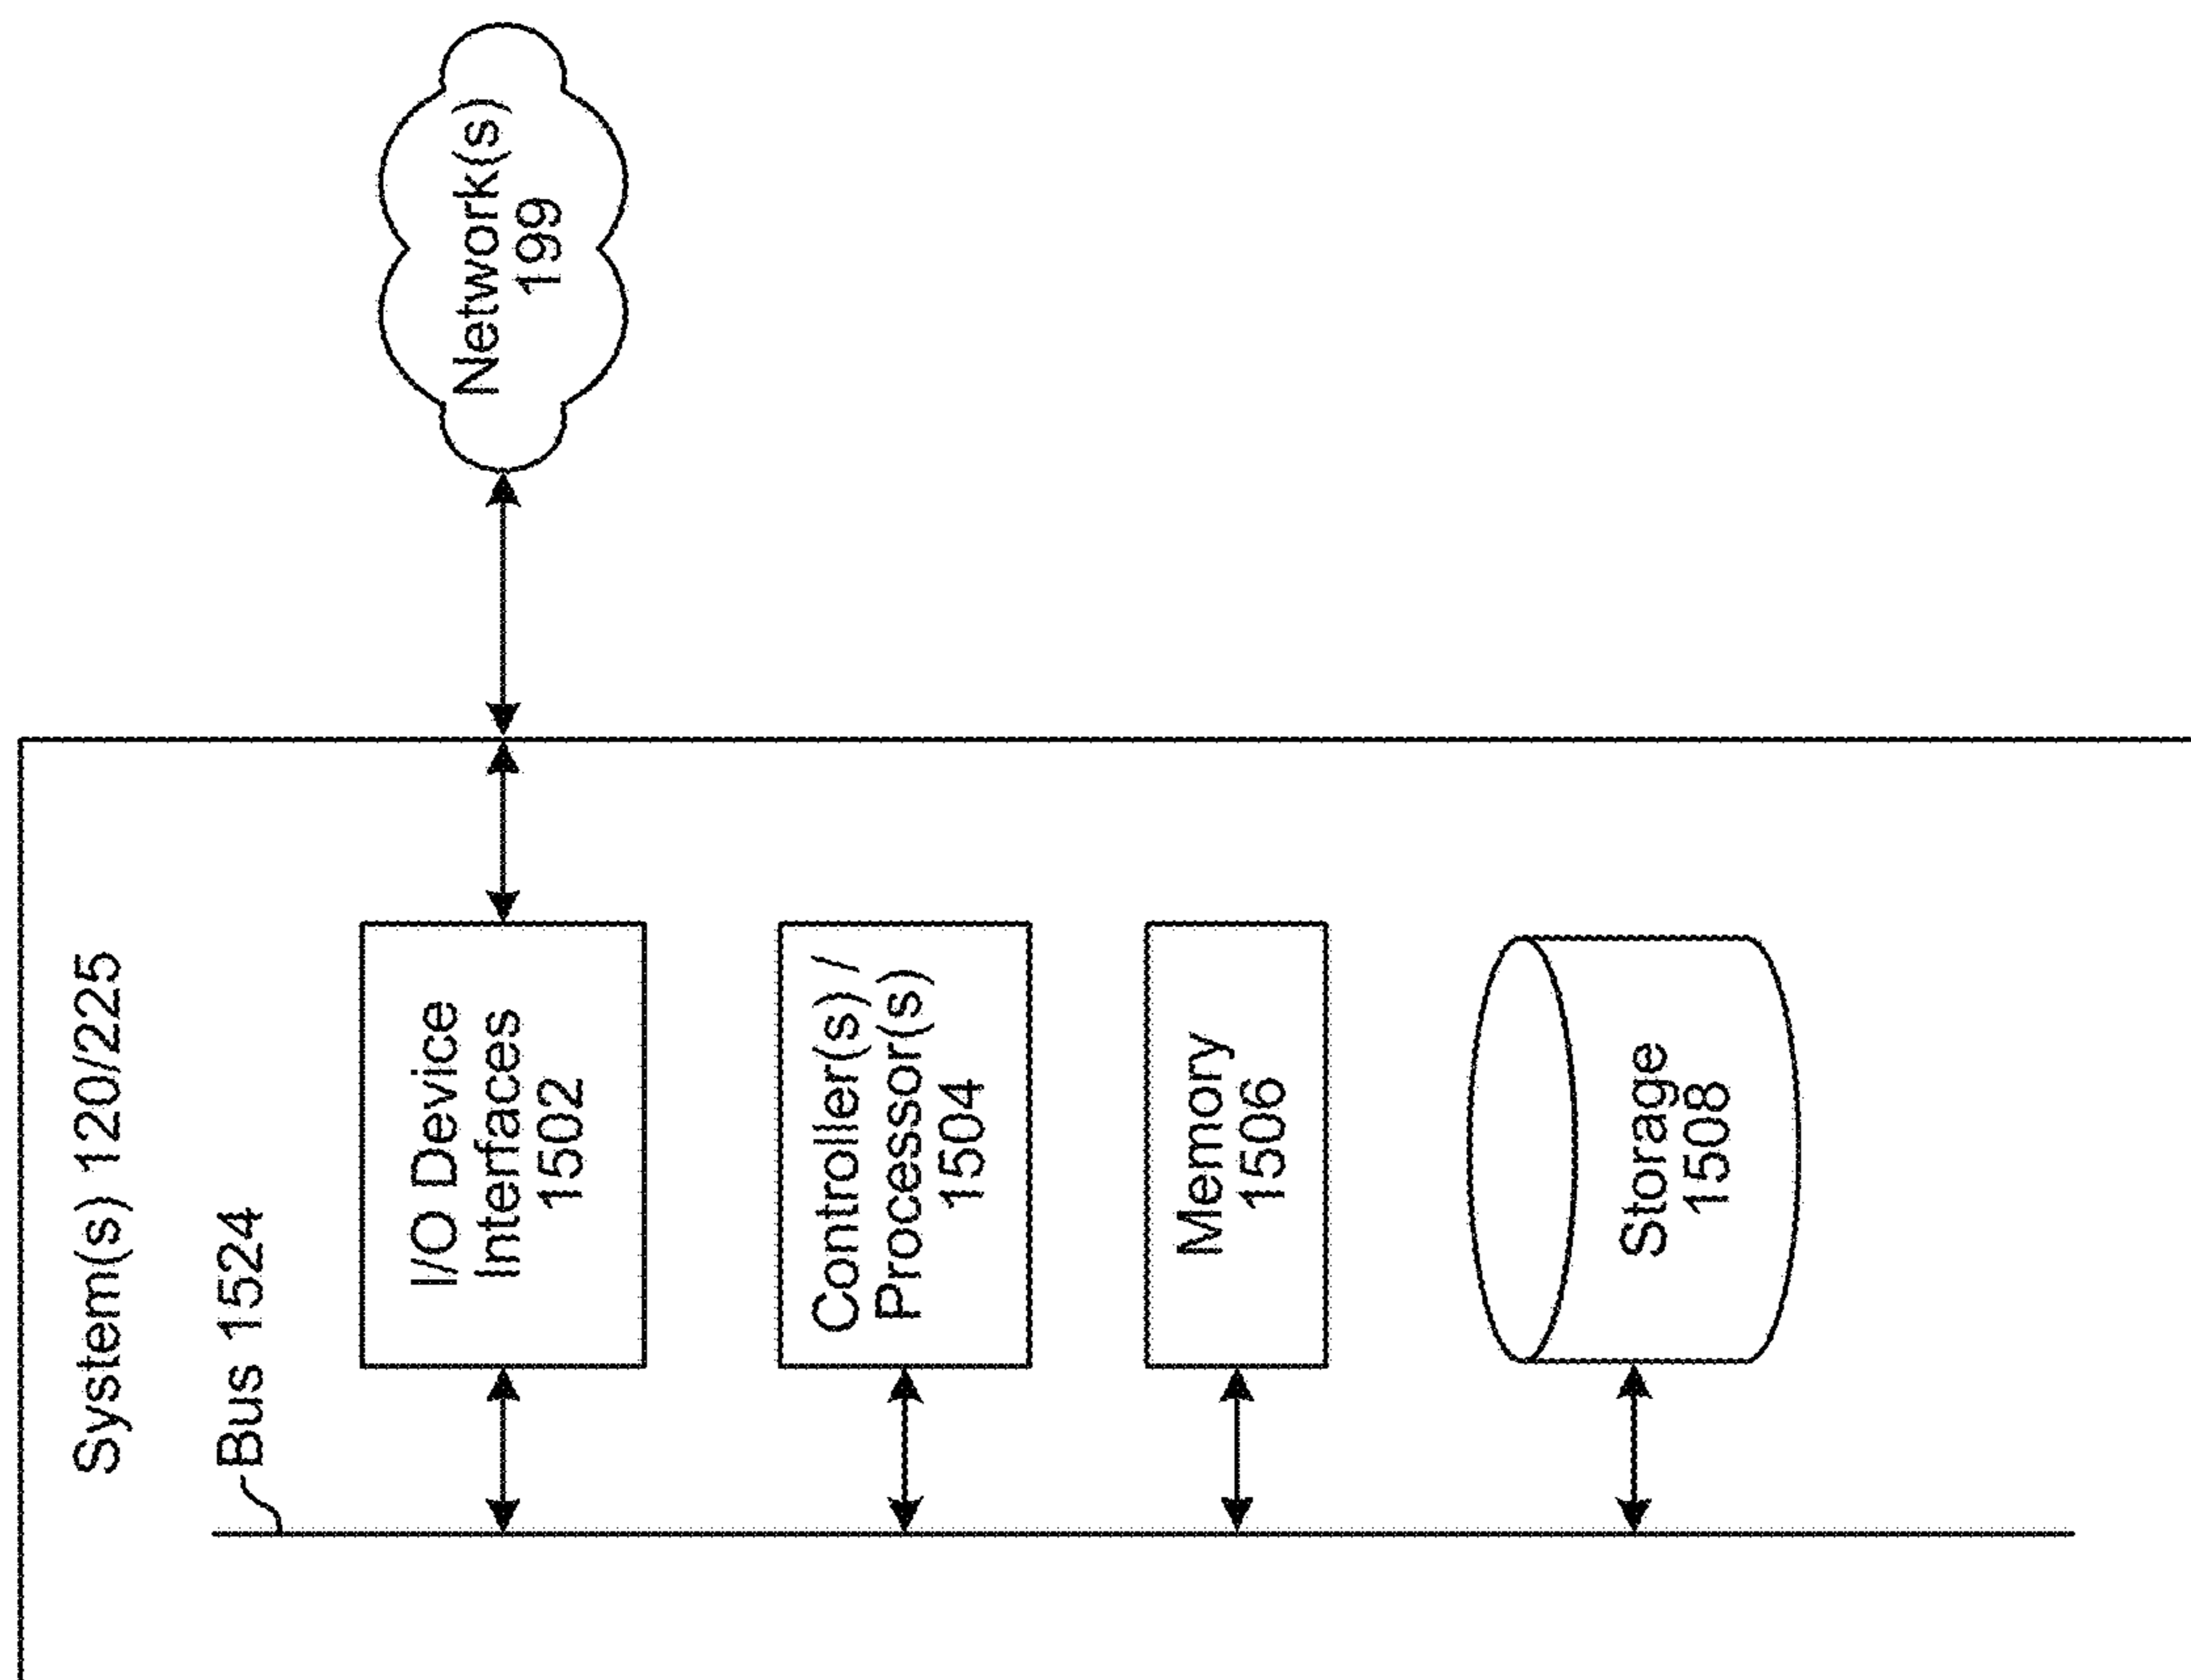 System(s) 120/225
Bus 1524
I/O Device
Interfaces
1502
Network(s)
199
Controller(s) /
Processor(s)
1504
Memory
1506
Storage
1508